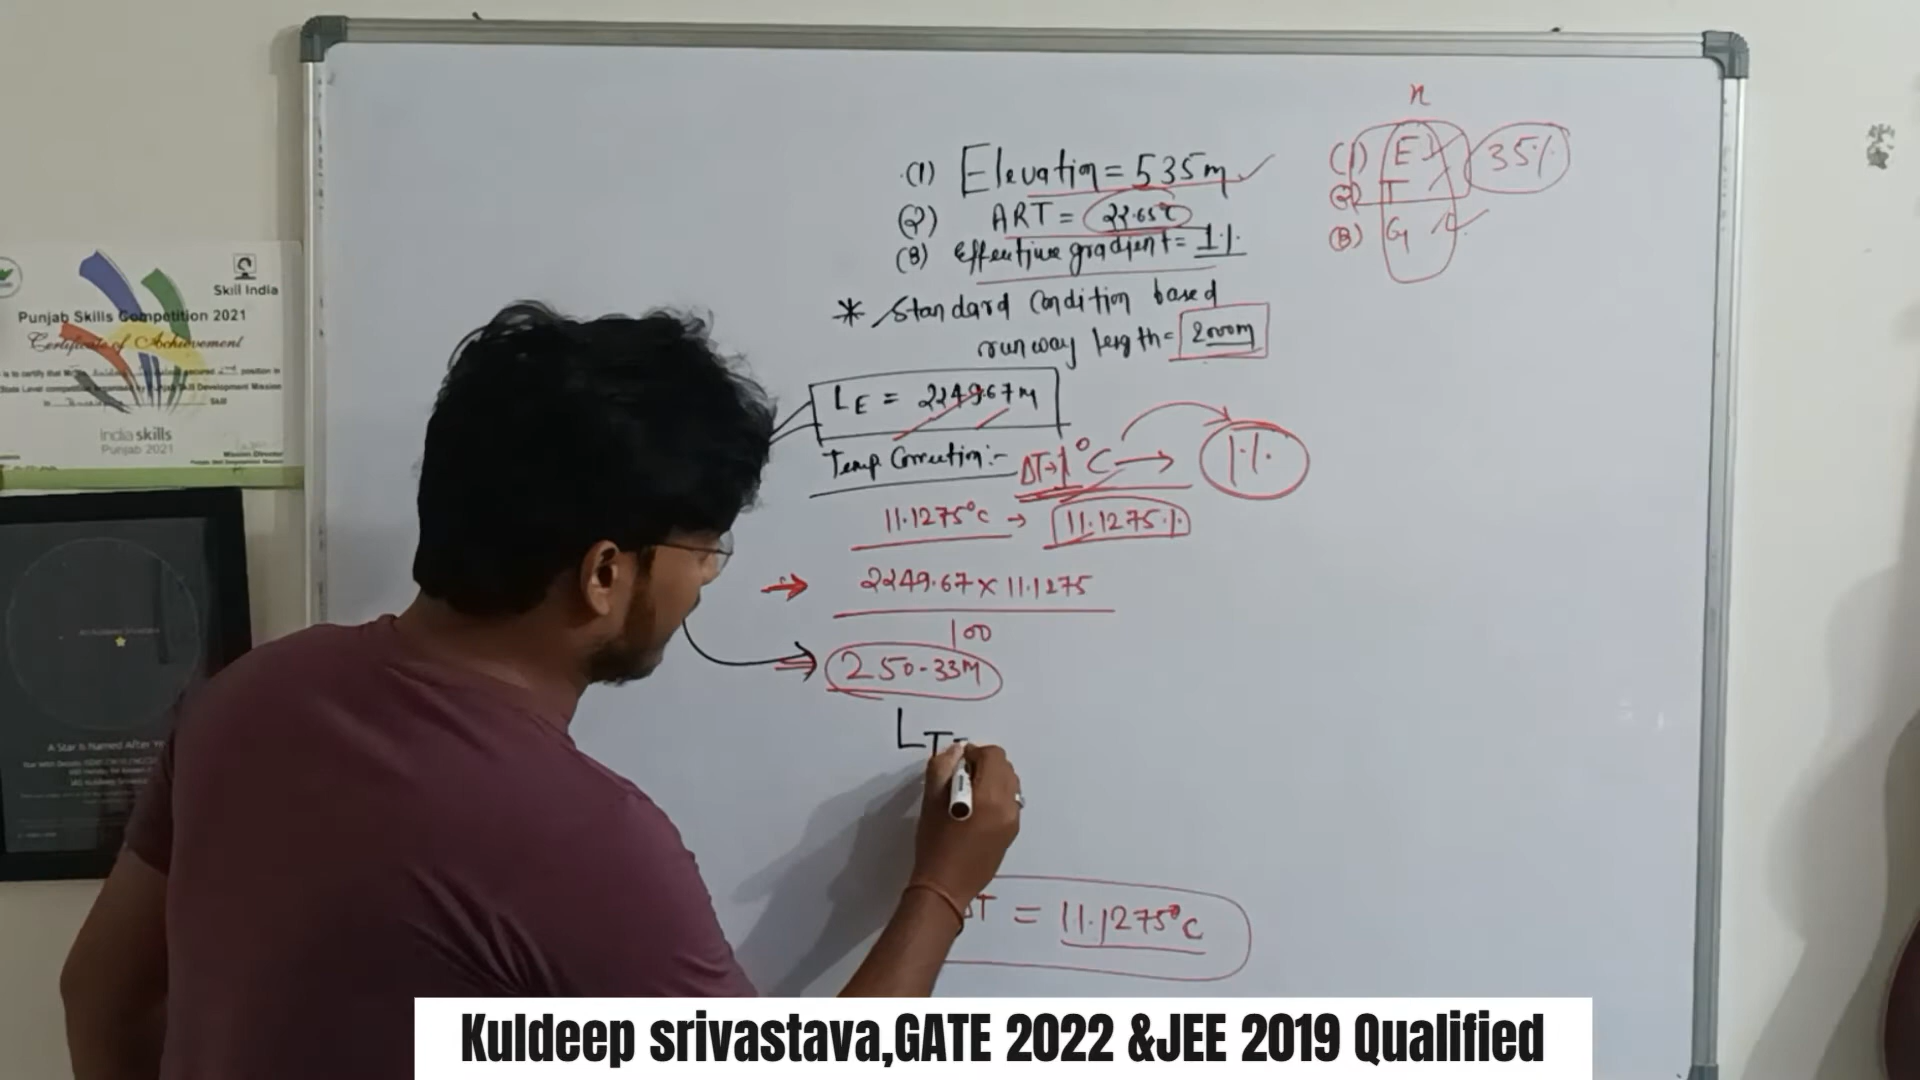 (1) Elevation = 535m
(2) ART = 22.65°C
(3) Effective gradient = 1%
* Standard Condition based
runway length = 2000m
LE = 2249.67m
Temp Correction:- ΔT→1°C → 1%
11.1275°C → 11.1275%
→ 2249.67 × 11.1275
100
⇒ 250.33M
LT=
ΔT = 11.1275°C
n
(1) E
(2) T
35%
(3) G
Skill India
Punjab Skills Competition 2021
Certificate of Achievement
India skills
Punjab 2021
A Star Is Named After
Kuldeep srivastava,GATE 2022 &JEE 2019 Qualified